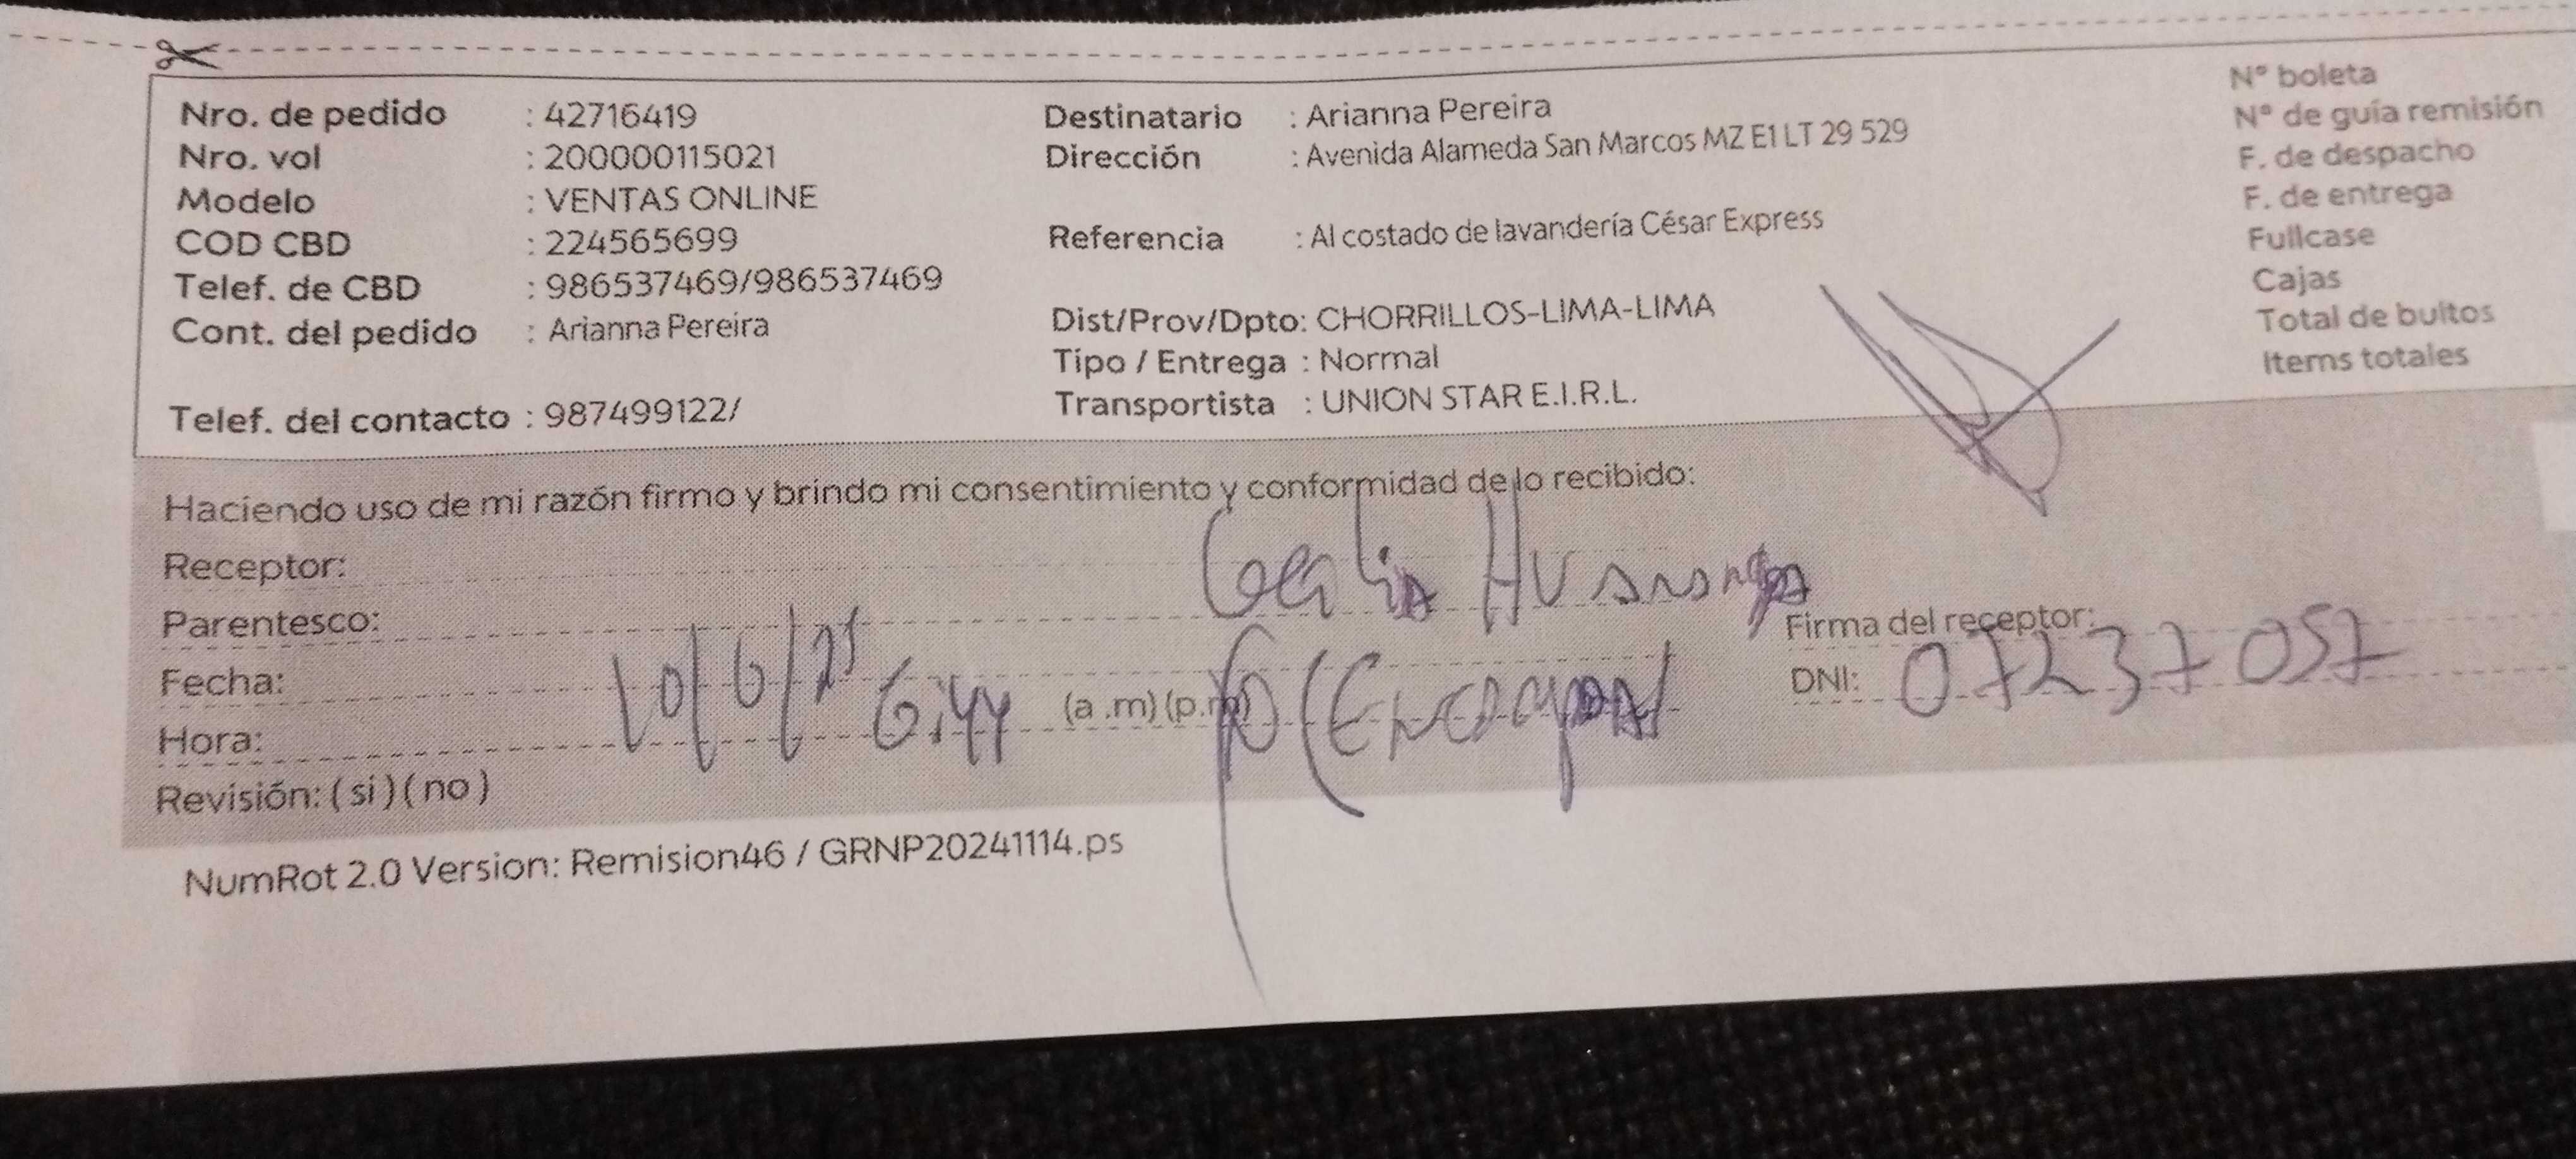 Nro. de pedido : 42716419
Nro. vol : 200000115021
Modelo : VENTAS ONLINE
COD CBD : 224565699
Telef. de CBD : 986537469/986537469
Cont. del pedido : Arianna Pereira
Telef. del contacto : 987499122/
Destinatario : Arianna Pereira
Dirección : Avenida Alameda San Marcos MZ E1 LT 29 529
Referencia : Al costado de lavandería César Express
Dist/Prov/Dpto: CHORRILLOS-LIMA-LIMA
Tipo / Entrega : Normal
Transportista : UNION STAR E.I.R.L.
N° boleta
N° de guía remisión
F. de despacho
F. de entrega
Fullcase
Cajas
Total de bultos
Items totales
Haciendo uso de mi razón firmo y brindo mi consentimiento y conformidad de lo recibido:
Receptor:
Parentesco:
Fecha: 10/6/25
Hora: 6:44 (a .m) (p.m)
Revisión: ( si ) ( no )
Firma del receptor:
DNI: 07237057
NumRot 2.0 Version: Remision46 / GRNP20241114.ps